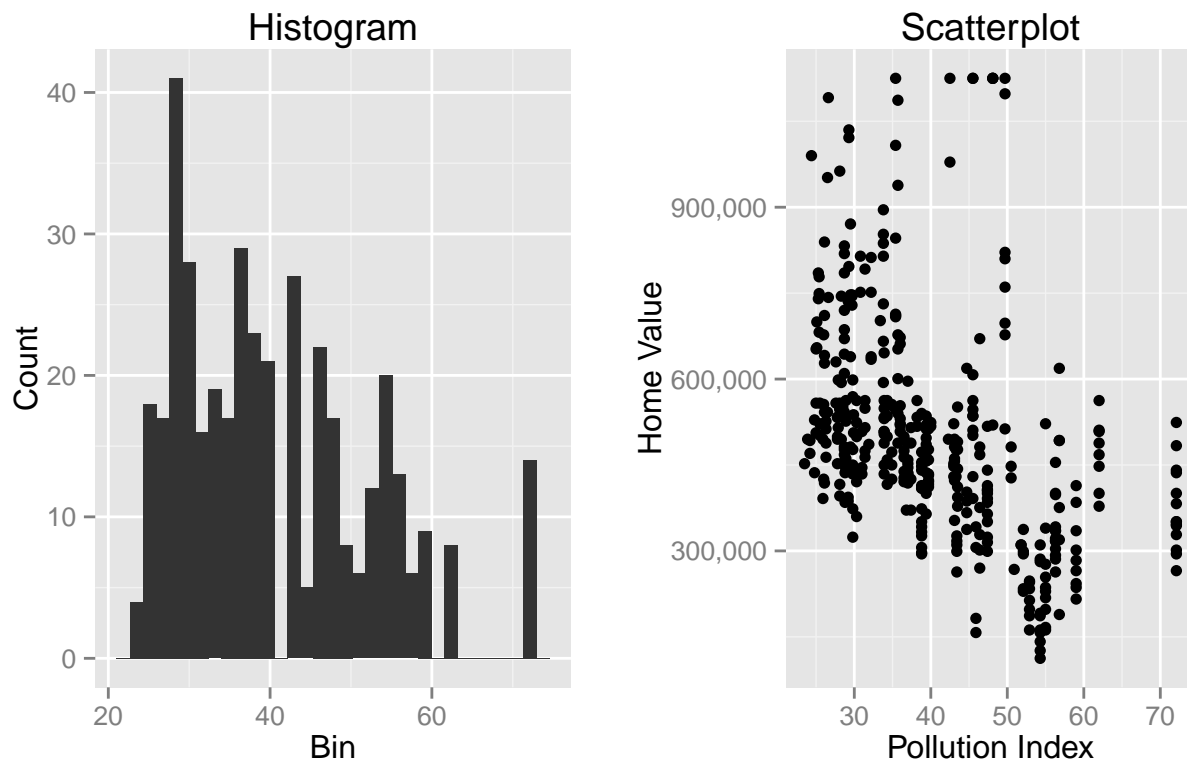 Histogram
Count
40
30
20
10
0
20 40 60
Bin
Scatterplot
Home Value
900,000
600,000
300,000
30 40 50 60 70
Pollution Index